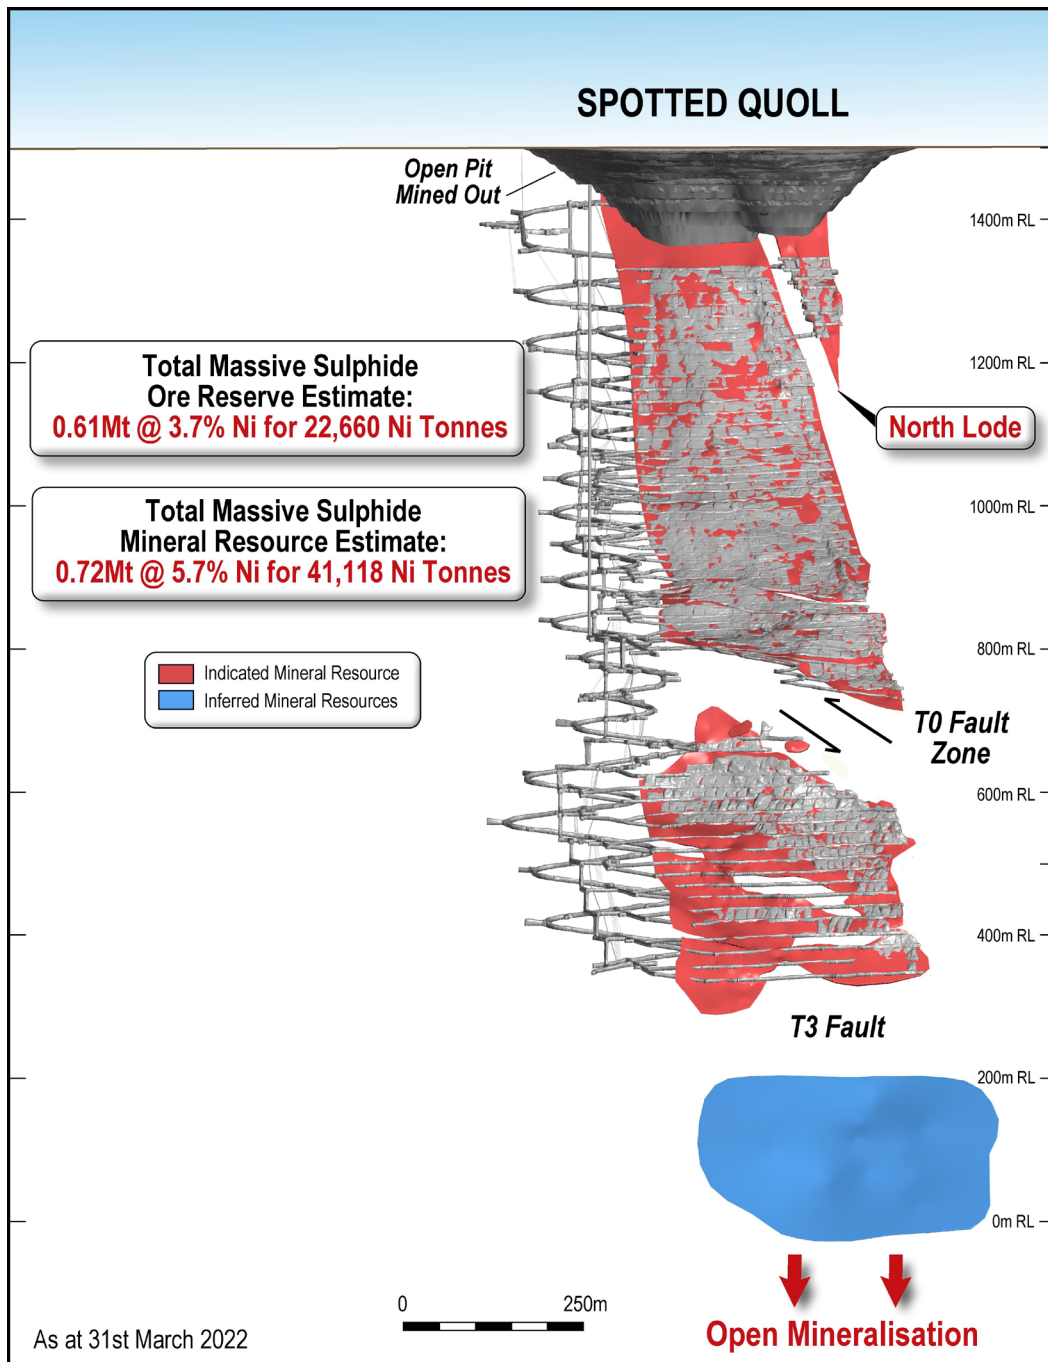 SPOTTED QUOLL
Open Pit
Mined Out
1400m RL
Total Massive Sulphide
Ore Reserve Estimate:
0.61Mt @ 3.7% Ni for 22,660 Ni Tonnes
1200m RL
North Lode
Total Massive Sulphide
Mineral Resource Estimate:
0.72Mt @ 5.7% Ni for 41,118 Ni Tonnes
1000m RL
Indicated Mineral Resource
Inferred Mineral Resources
800m RL
T0 Fault
Zone
600m RL
400m RL
T3 Fault
200m RL
0m RL
0
250m
Open Mineralisation
As at 31st March 2022